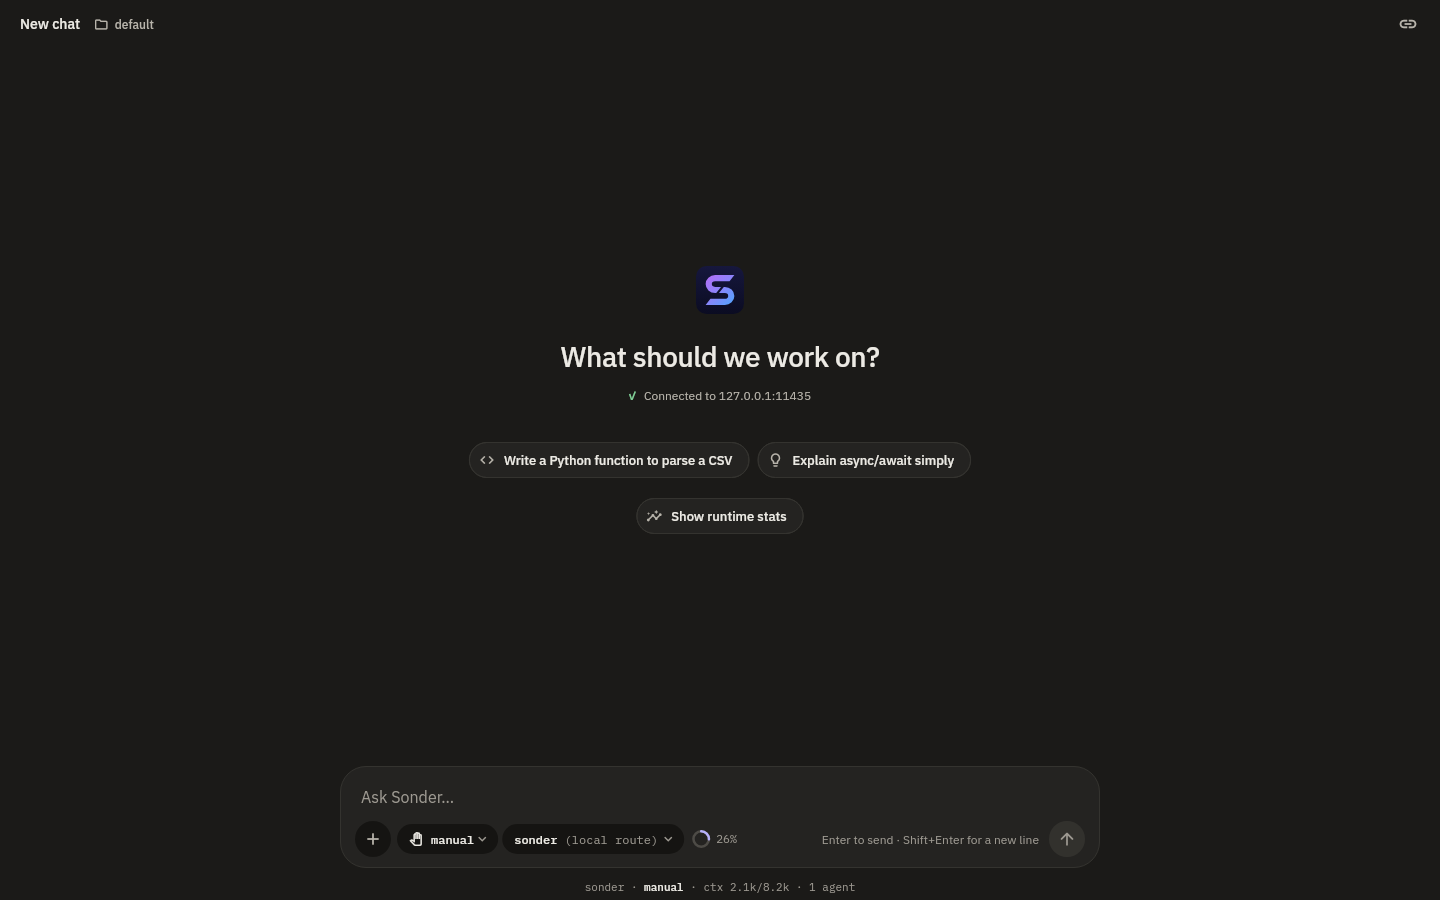 New chat default
What should we work on?
✓ Connected to 127.0.0.1:11435
Write a Python function to parse a CSV
Explain async/await simply
Show runtime stats
Ask Sonder...
manual sonder (local route) 26% Enter to send · Shift+Enter for a new line
sonder · manual · ctx 2.1k/8.2k · 1 agent